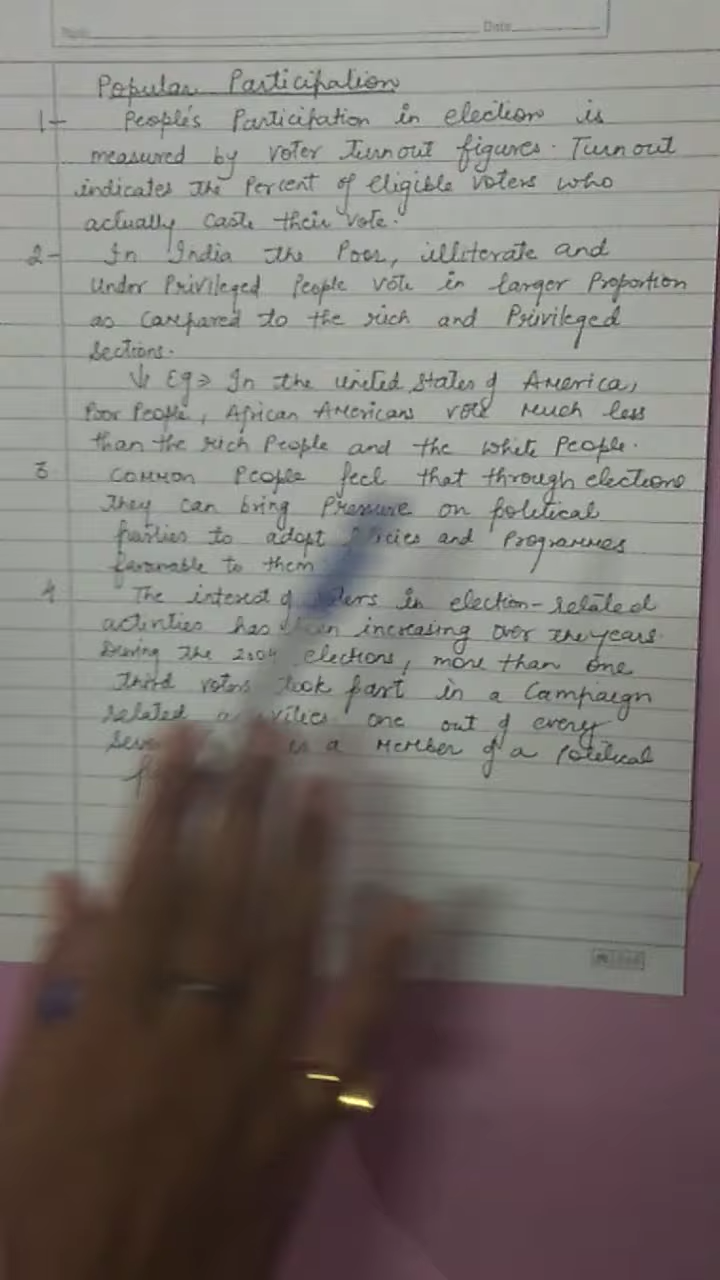 Date
Popular Participation
1- People's Participation in election is
measured by voter Turnout figures. Turnout
indicates the Percent of eligible voters who
actually caste their vote.
2- In India the Poor, illiterate and
Under Privileged People vote in larger Proportion
as compared to the rich and Privileged
Sections.
↓ Eg ⇒ In the united states of America,
Poor People, African Americans vote much less
than the rich People and the white People.
3 Common People feel that through elections
they can bring Pressure on political
parties to adopt and Programmes
favourable to them
4 The interest of in election-related
activities has increasing over the years.
During the 2004 elections, more than one
third voters took part in a Campaign
related one out of every
is a member of a political